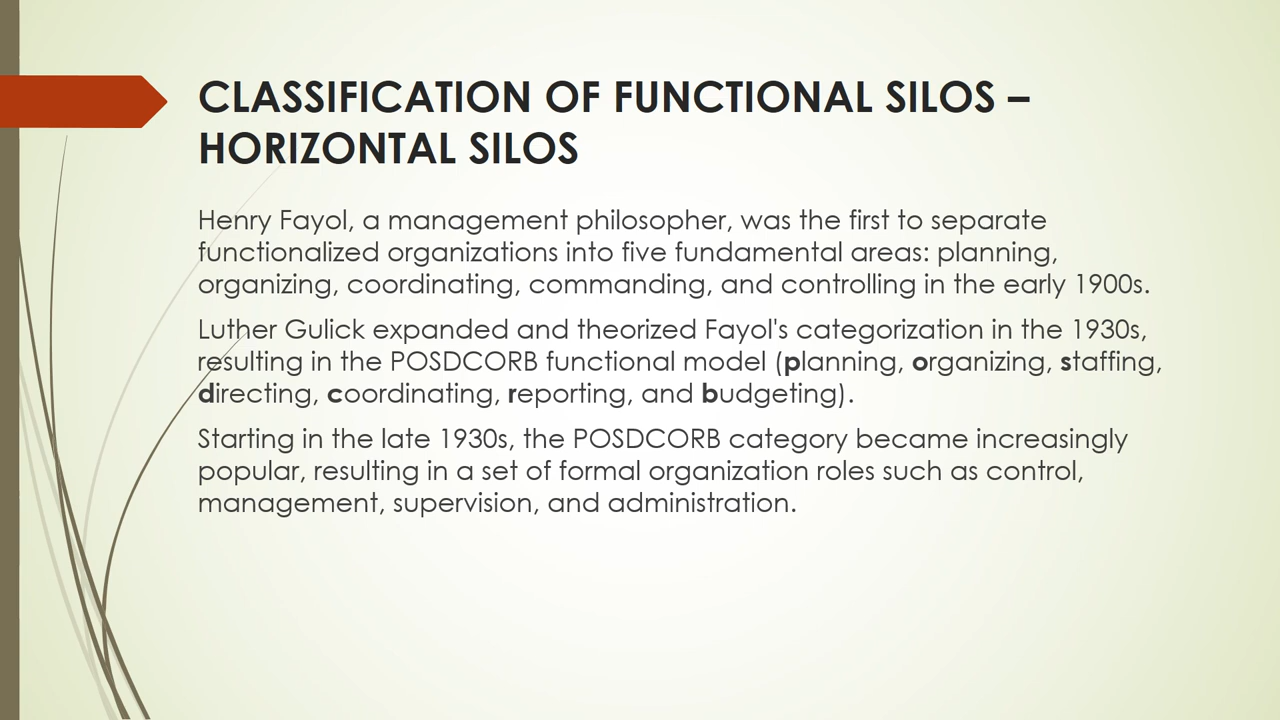 CLASSIFICATION OF FUNCTIONAL SILOS –
HORIZONTAL SILOS
Henry Fayol, a management philosopher, was the first to separate
functionalized organizations into five fundamental areas: planning,
organizing, coordinating, commanding, and controlling in the early 1900s.
Luther Gulick expanded and theorized Fayol's categorization in the 1930s,
resulting in the POSDCORB functional model (planning, organizing, staffing,
directing, coordinating, reporting, and budgeting).
Starting in the late 1930s, the POSDCORB category became increasingly
popular, resulting in a set of formal organization roles such as control,
management, supervision, and administration.